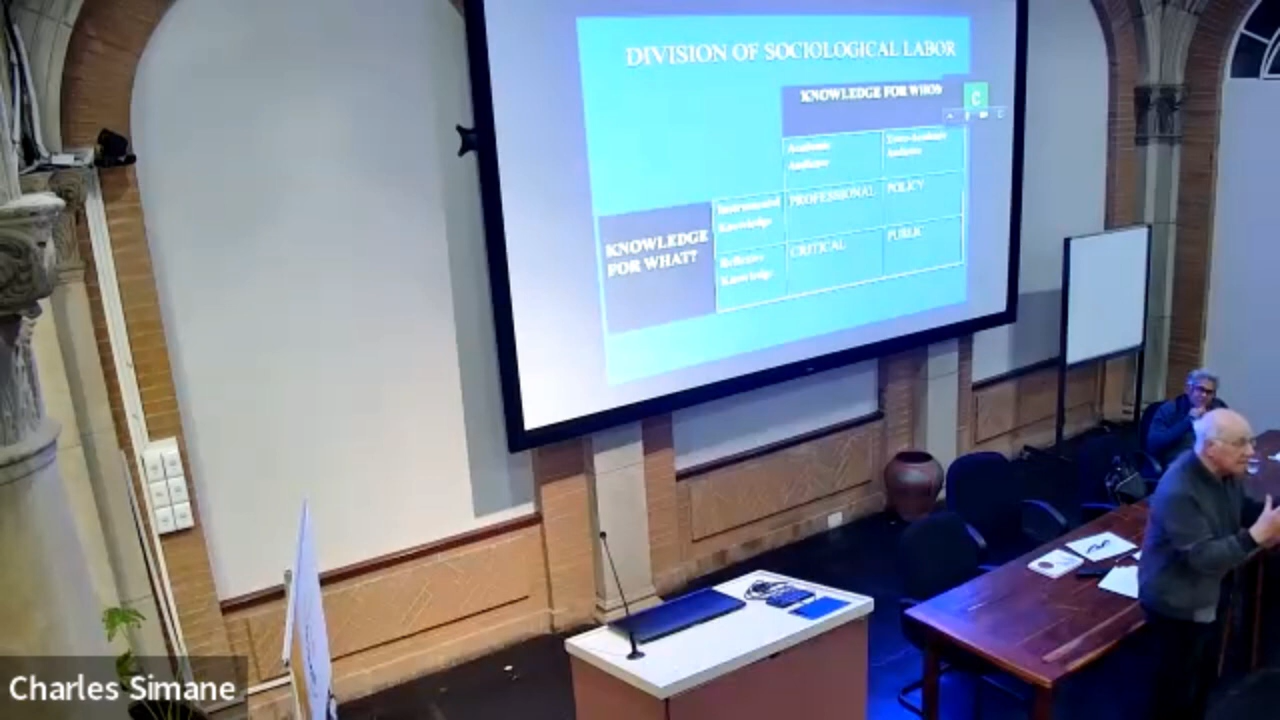 DIVISION OF SOCIOLOGICAL LABOR
KNOWLEDGE FOR WHOM
C
Academic
Audience
Extra-Academic
Audience
KNOWLEDGE
FOR WHAT?
Instrumental
Knowledge
PROFESSIONAL
POLICY
Reflexive
Knowledge
CRITICAL
PUBLIC
Charles Simane